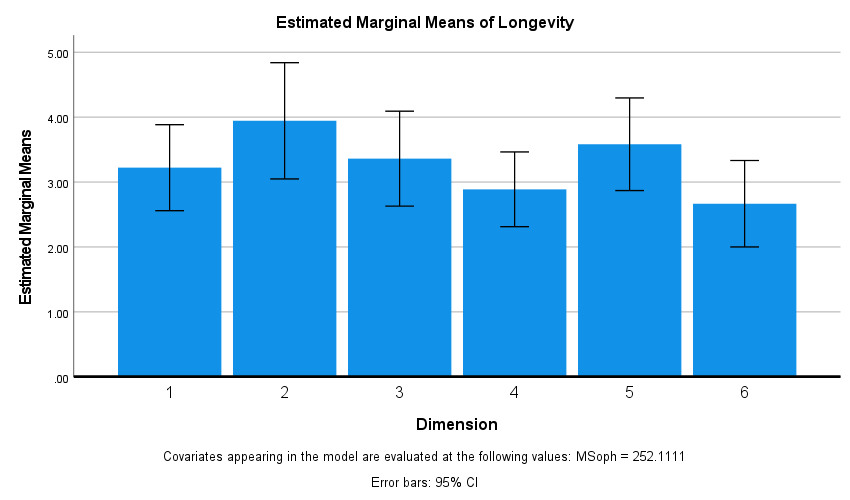 Estimated Marginal Means of Longevity
Estimated Marginal Means
5.00
4.00
3.00
2.00
1.00
.00
1 2 3 4 5 6
Dimension
Covariates appearing in the model are evaluated at the following values: MSoph = 252.1111
Error bars: 95% CI